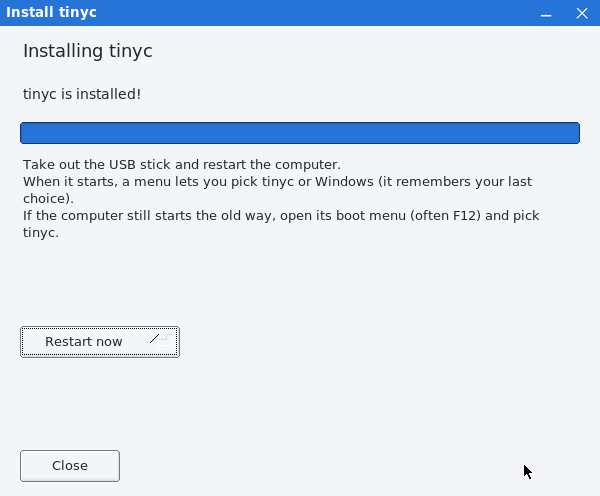 Install tinyc
Installing tinyc
tinyc is installed!
Take out the USB stick and restart the computer.
When it starts, a menu lets you pick tinyc or Windows (it remembers your last
choice).
If the computer still starts the old way, open its boot menu (often F12) and pick
tinyc.
Restart now
Close